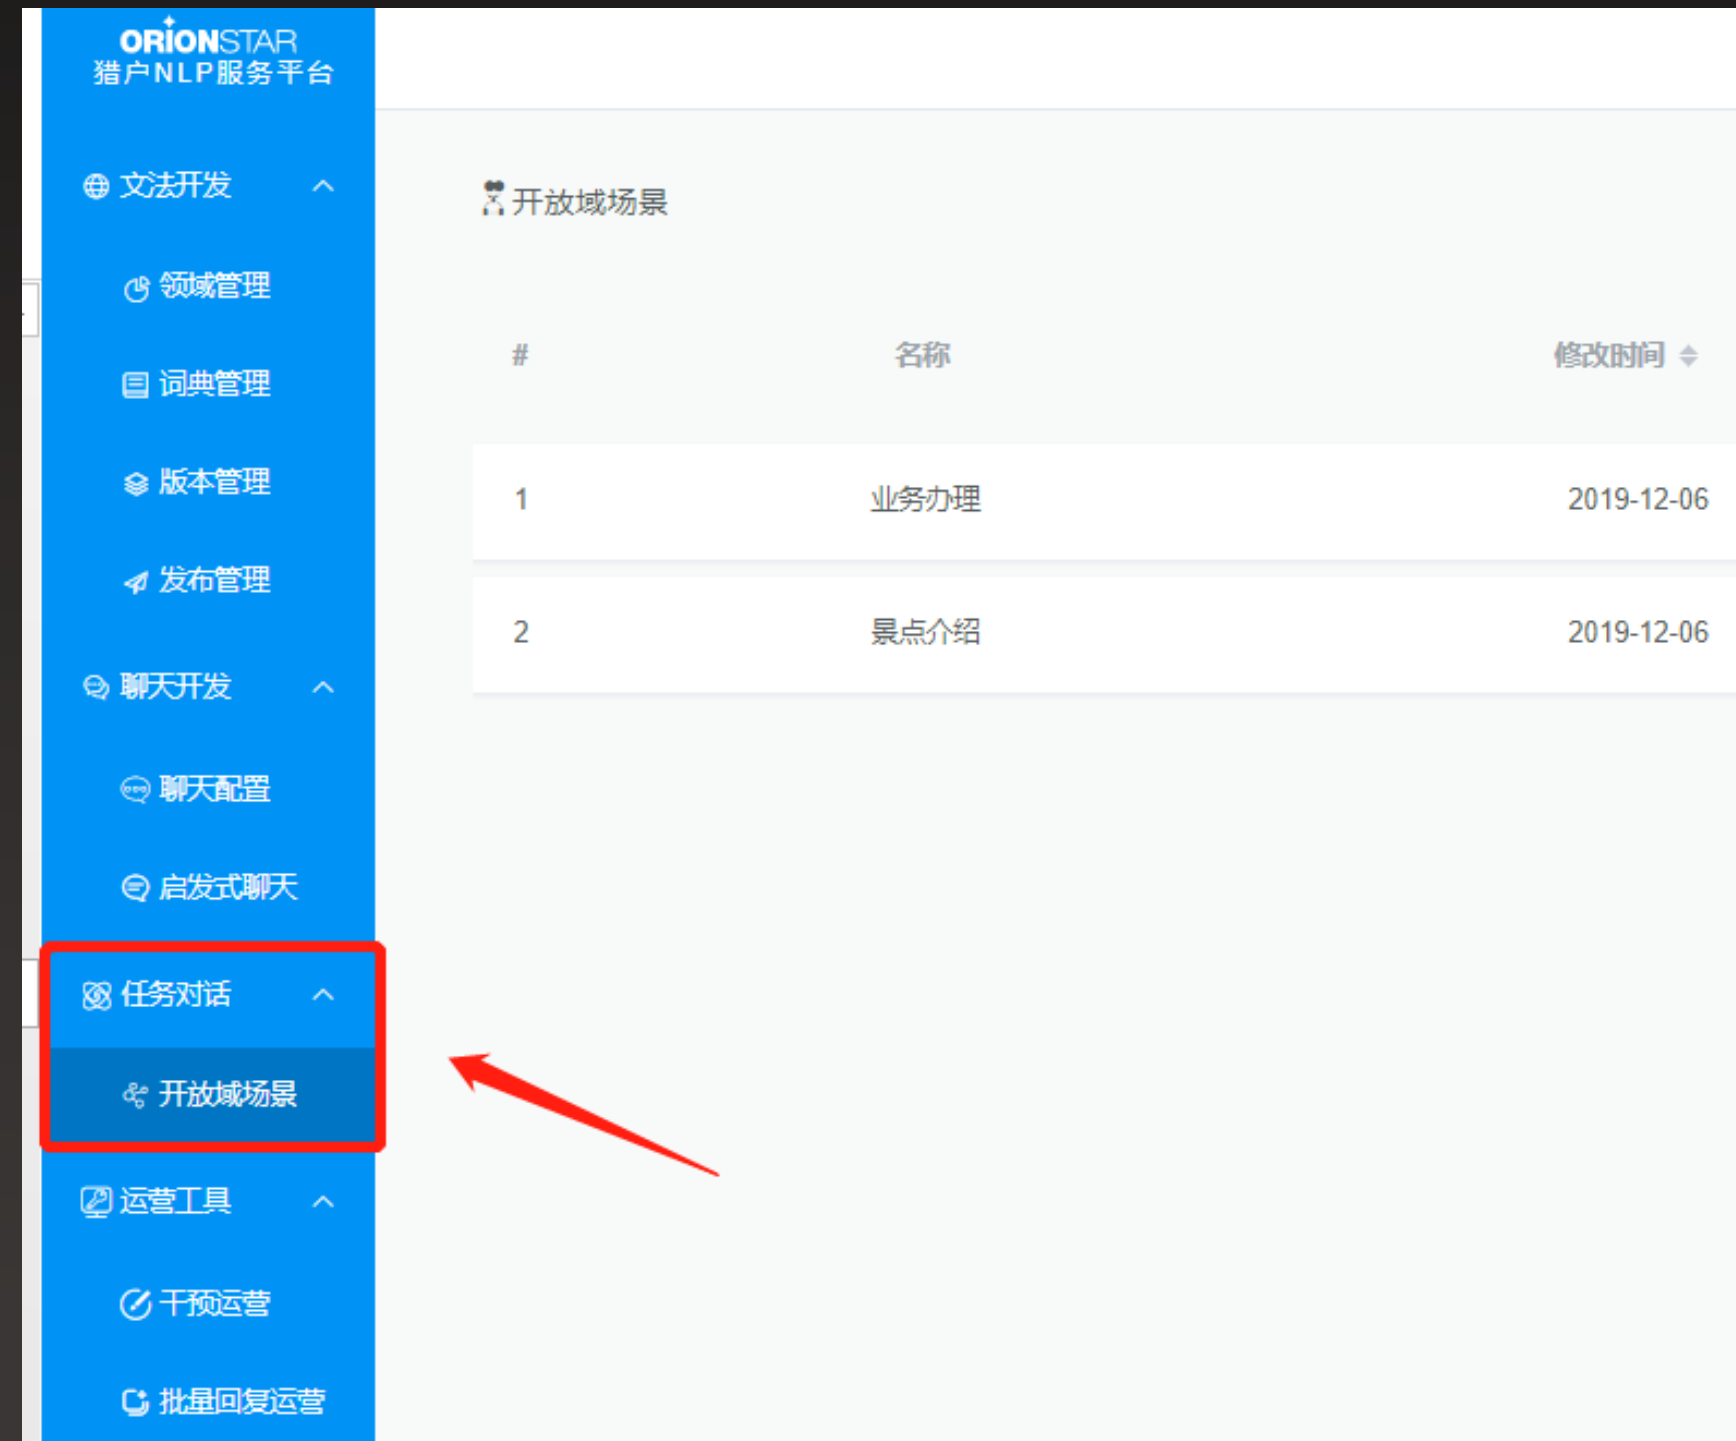 ORIONSTAR
猎户NLP服务平台
文法开发
领域管理
词典管理
版本管理
发布管理
聊天开发
聊天配置
启发式聊天
任务对话
开放域场景
运营工具
干预运营
批量回复运营
开放域场景
# 名称 修改时间
1 业务办理 2019-12-06
2 景点介绍 2019-12-06